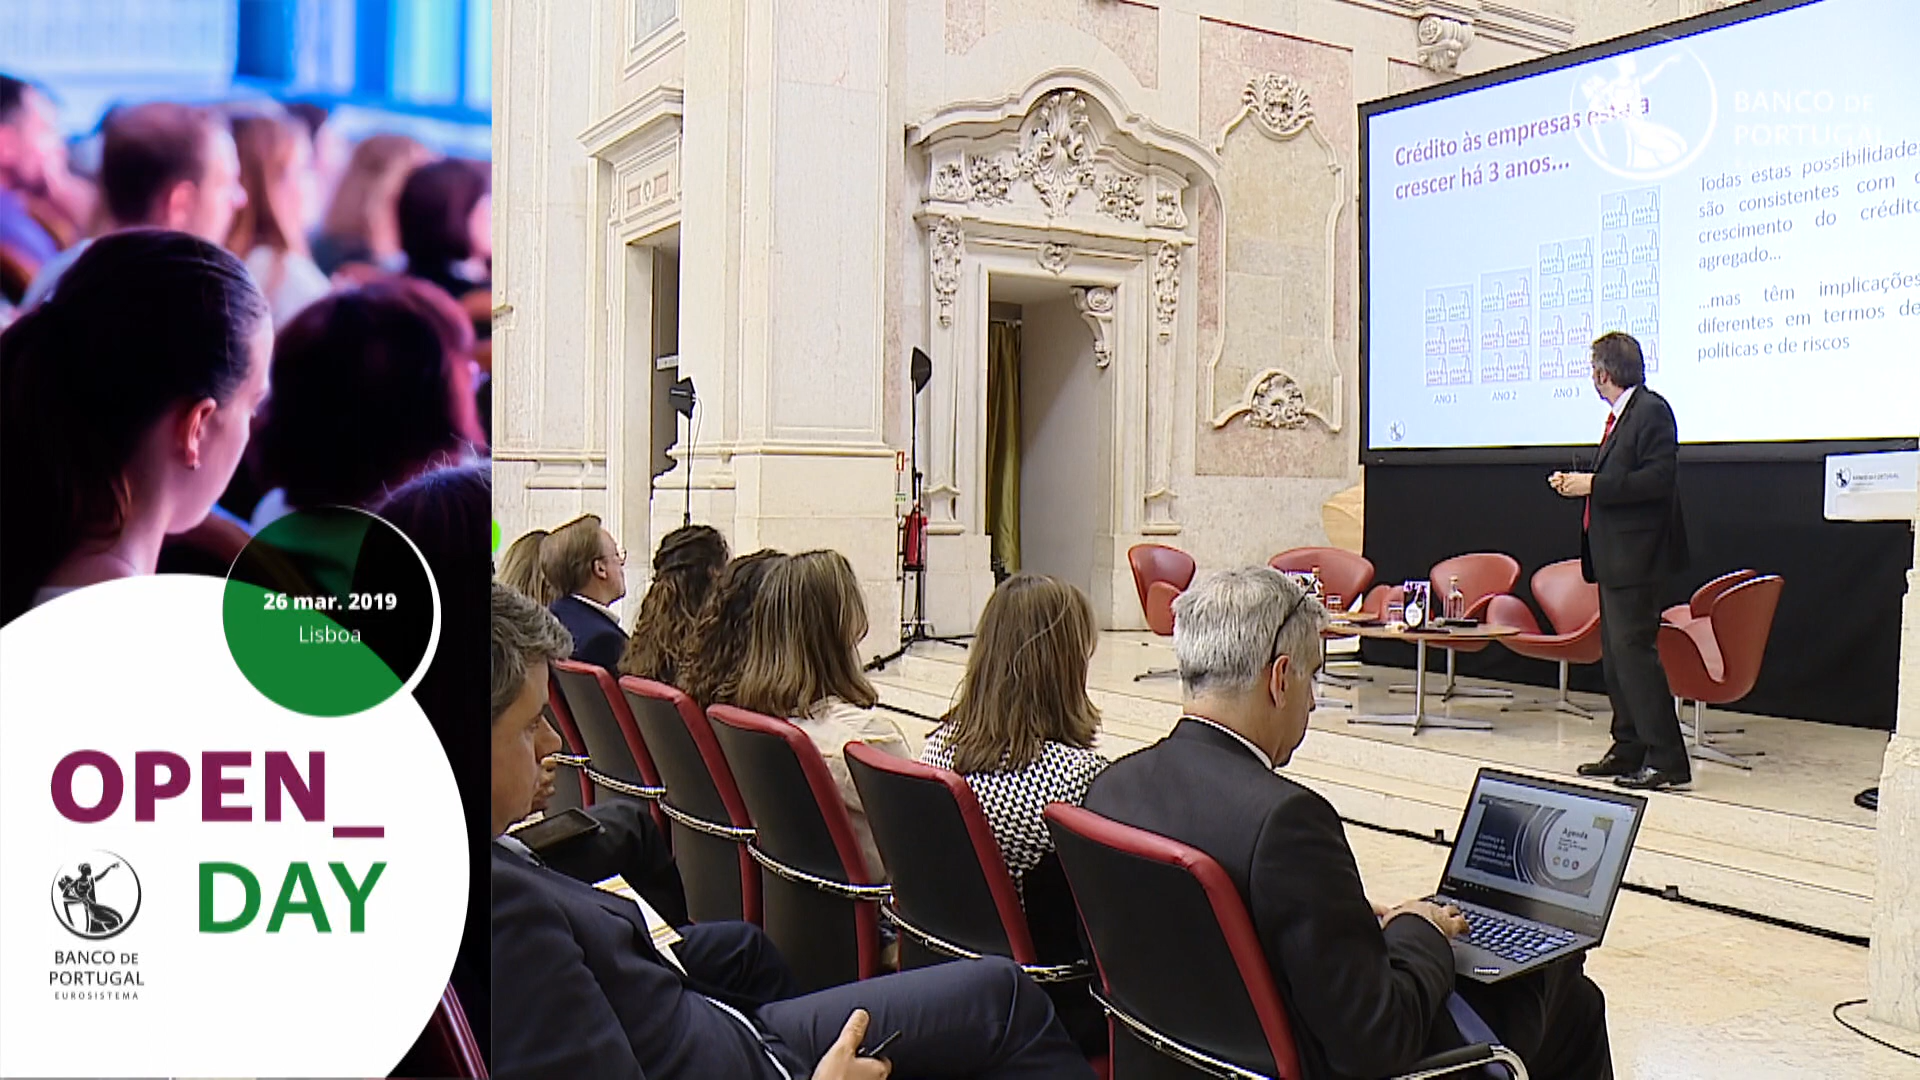 26 mar. 2019
Lisboa
OPEN_
DAY
BANCO DE
PORTUGAL
EUROSISTEMA
Crédito às empresas está a
crescer há 3 anos...
ANO 1
ANO 2
ANO 3
BANCO DE
PORTUGAL
Todas estas possibilidade
são consistentes com
crescimento do crédito
agregado...
...mas têm implicações
diferentes em termos de
políticas e de riscos
Agenda